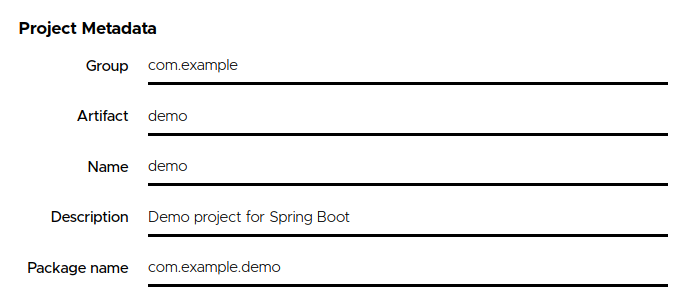 Project Metadata
Group com.example
Artifact demo
Name demo
Description Demo project for Spring Boot
Package name com.example.demo